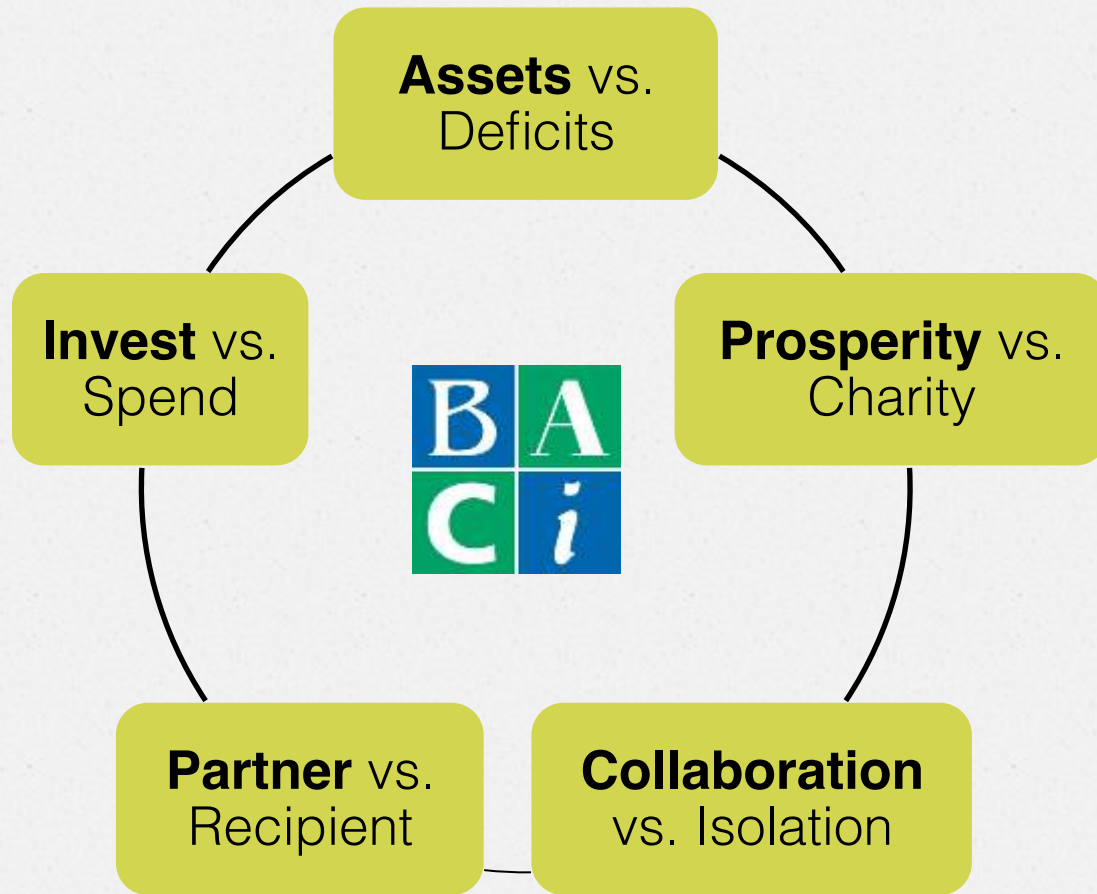 Assets vs.
Deficits
Prosperity vs.
Charity
Collaboration
vs. Isolation
Partner vs.
Recipient
Invest vs.
Spend
B A
C i